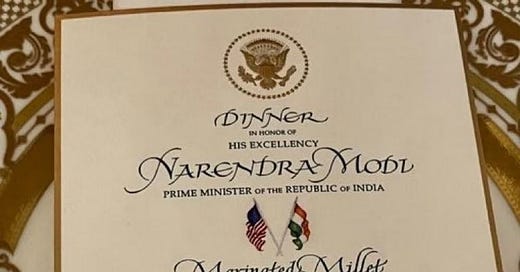 DINNER
IN HONOR OF
HIS EXCELLENCY
NARENDRA MODI
PRIME MINISTER OF THE REPUBLIC OF INDIA
Marinated Millet